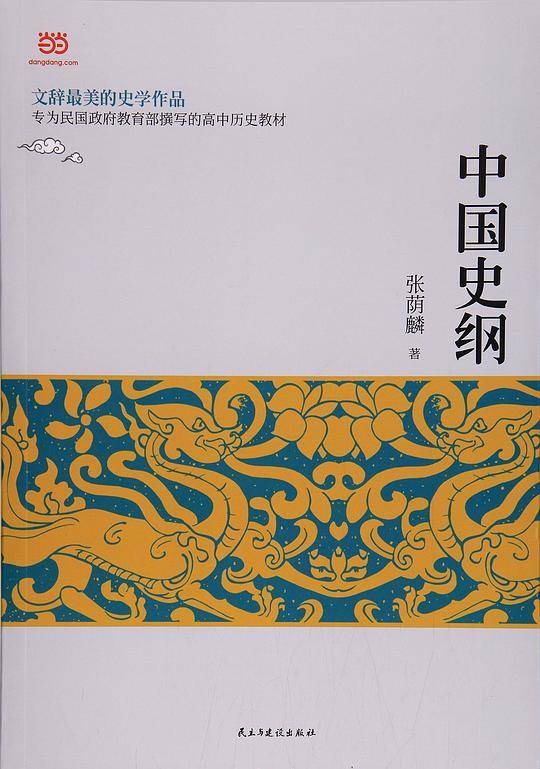 dangdang.com
文辞最美的史学作品
专为民国政府教育部撰写的高中历史教材
中国史纲
张荫麟 著
民主与建设出版社